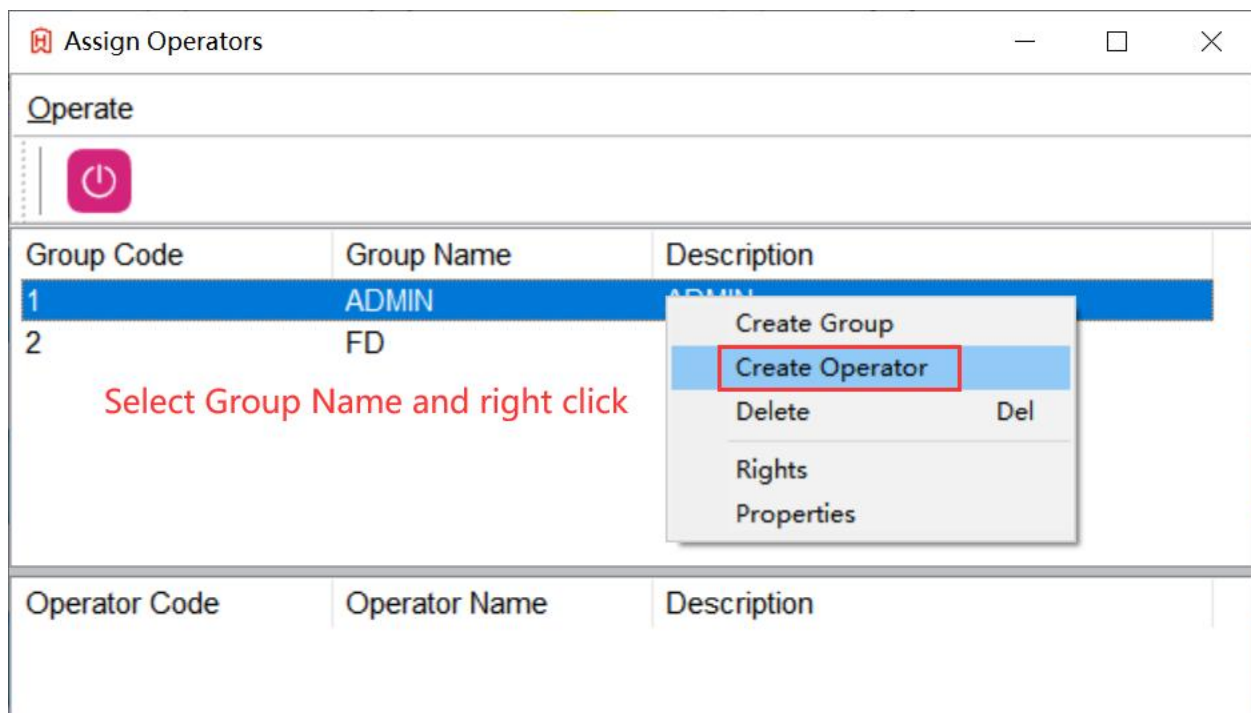 Assign Operators
Operate
Group Code Group Name Description
1 ADMIN ADMIN
2 FD
Create Group
Create Operator
Select Group Name and right click
Delete Del
Rights
Properties
Operator Code Operator Name Description